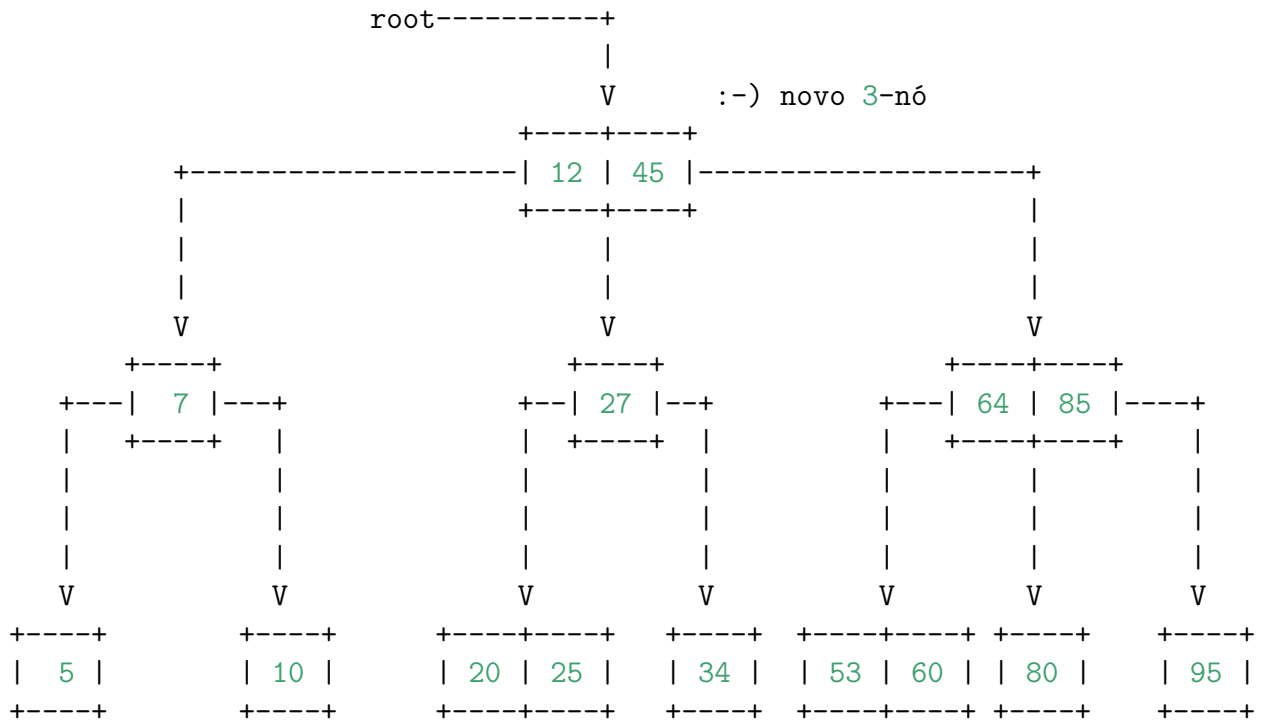 root----------+
|
V :-) novo 3-nó
+----+----+
+--------------------| 12 | 45 |--------------------+
| +----+----+ |
| | |
| | |
V V V
+----+ +----+ +----+----+
+---| 7 |---+ +--| 27 |--+ +---| 64 | 85 |----+
| +----+ | | +----+ | | +----+----+ |
| | | | | | |
| | | | | | |
| | | | | | |
V V V V V V V
+----+ +----+ +----+----+ +----+ +----+----+ +----+ +----+
| 5 | | 10 | | 20 | 25 | | 34 | | 53 | 60 | | 80 | | 95 |
+----+ +----+ +----+----+ +----+ +----+----+ +----+ +----+